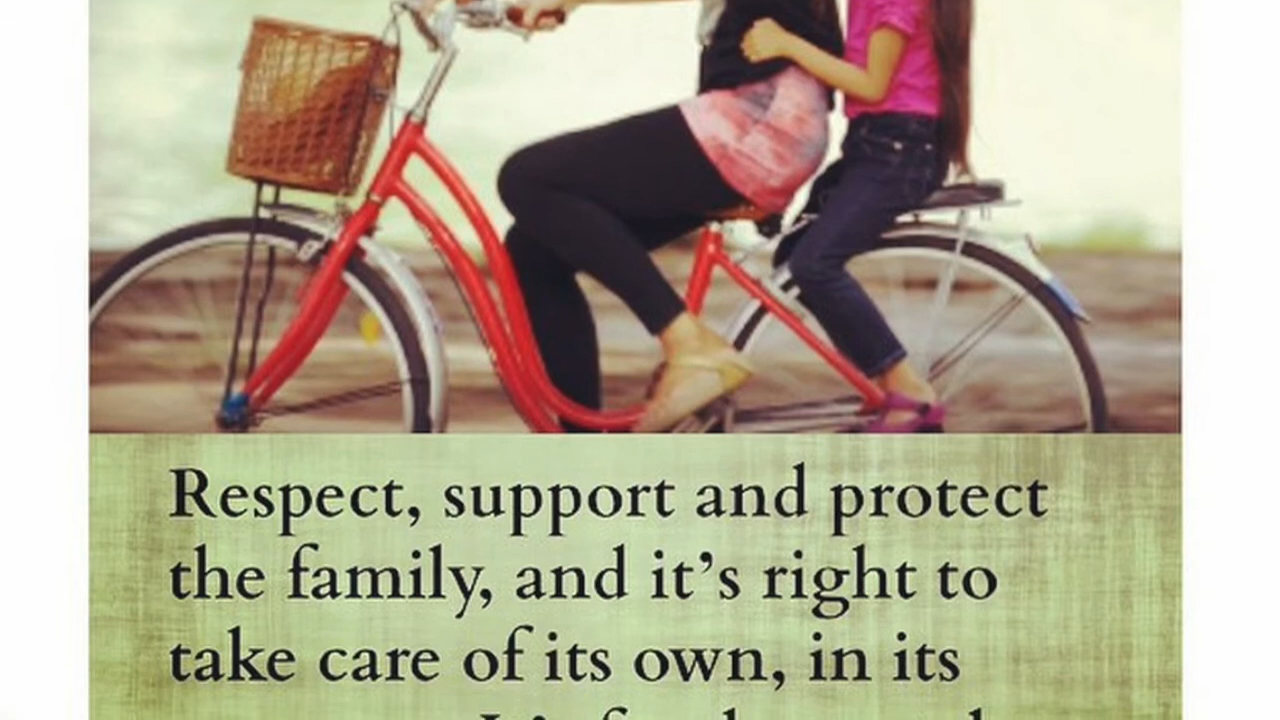 Respect, support and protect
the family, and it’s right to
take care of its own, in its